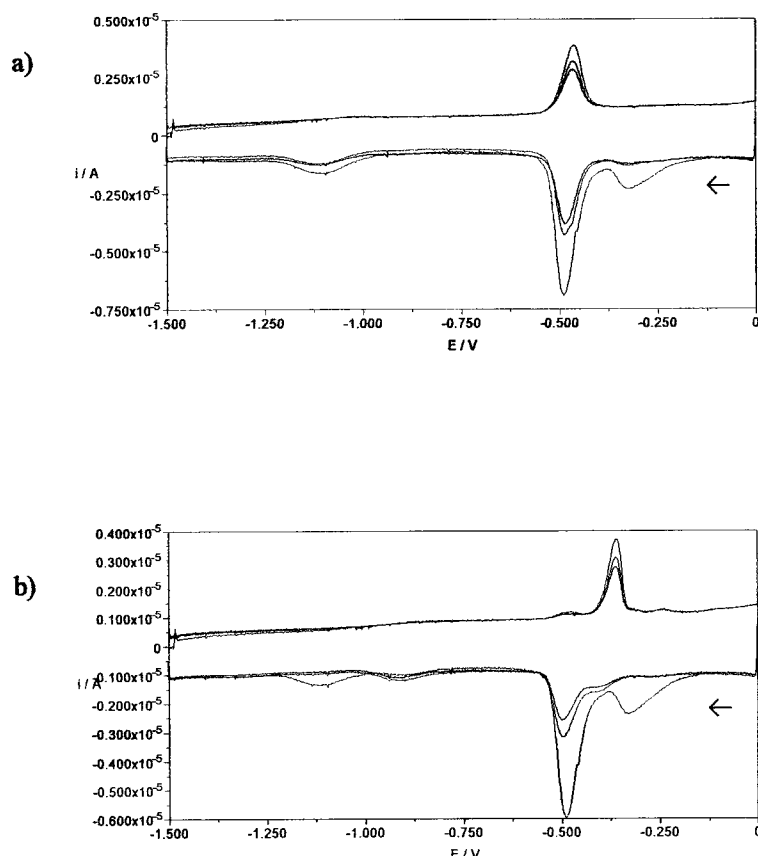 a)
0.500x10⁻⁵
0.250x10⁻⁵
0
i / A
-0.250x10⁻⁵
-0.500x10⁻⁵
-0.750x10⁻⁵
-1.500 -1.250 -1.000 -0.750 -0.500 -0.250 0
E / V
b)
0.400x10⁻⁵
0.300x10⁻⁵
0.200x10⁻⁵
0.100x10⁻⁵
0
-0.100x10⁻⁵
i / A
-0.200x10⁻⁵
-0.300x10⁻⁵
-0.400x10⁻⁵
-0.500x10⁻⁵
-0.600x10⁻⁵
-1.500 -1.250 -1.000 -0.750 -0.500 -0.250 0
E / V